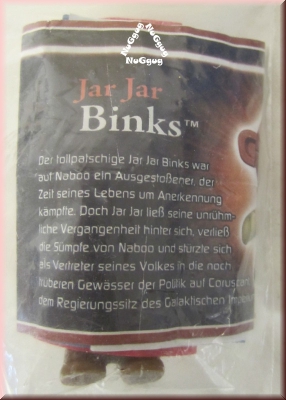 NuGgug
NuGgug
Jar Jar
Binks™
Der tollpatschige Jar Jar Binks war
auf Naboo ein Ausgestoßener, der
Zeit seines Lebens um Anerkennung
kämpfte. Doch Jar Jar ließ seine unrühm-
liche Vergangenheit hinter sich, verließ
die Sümpfe von Naboo und stürzte sich
als Vertreter seines Volkes in die noch
trüberen Gewässer der Politik auf
dem Regierungssitz des Galaktischen